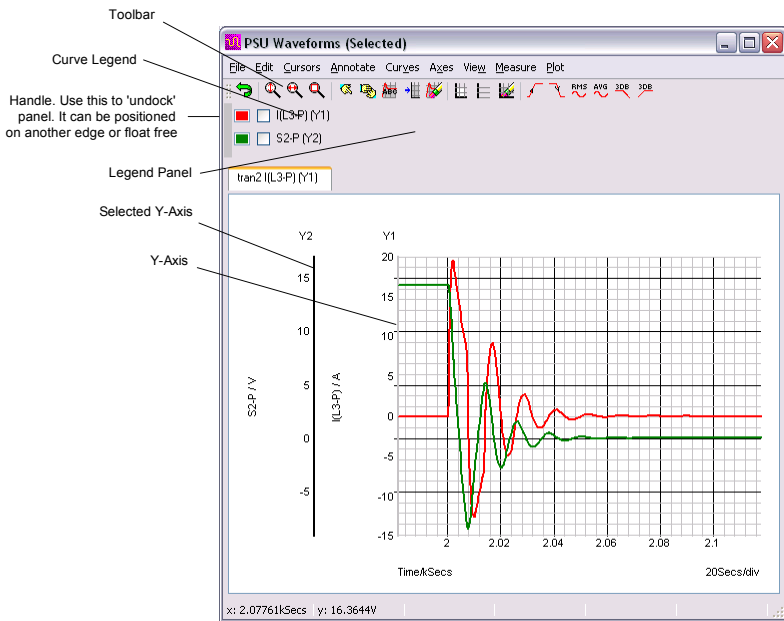 Toolbar
Curve Legend
Handle. Use this to 'undock'
panel. It can be positioned
on another edge or float free
Legend Panel
Selected Y-Axis
Y-Axis
PSU Waveforms (Selected)
File Edit Cursors Annotate Curves Axes View Measure Plot
ABC RMS AVG 3DB 3DB
I(L3-P) (Y1)
S2-P (Y2)
tran2 I(L3-P) (Y1)
Y2 Y1
S2-P / V
15
10
5
0
-5
I(L3-P) / A
20
15
10
5
0
-5
-10
-15
2 2.02 2.04 2.06 2.08 2.1
Time/kSecs 20Secs/div
x: 2.07761kSecs y: 16.3644V